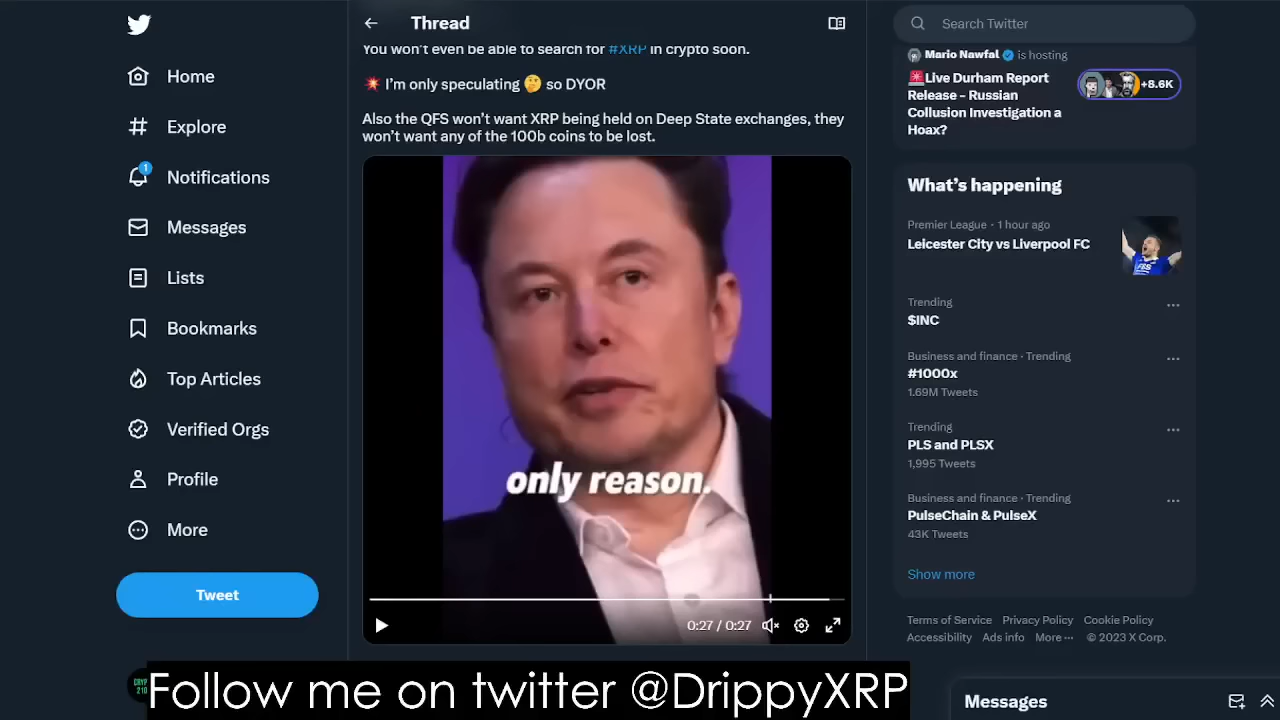 Home
Explore
1
Notifications
Messages
Lists
Bookmarks
Top Articles
Verified Orgs
Profile
More
Tweet
Thread
You won't even be able to search for #XRP in crypto soon.
💥 I'm only speculating 🤔 so DYOR
Also the QFS won't want XRP being held on Deep State exchanges, they
won't want any of the 100b coins to be lost.
only reason.
0:27 / 0:27
Follow me on twitter @DrippyXRP
Search Twitter
Mario Nawfal is hosting
🚨Live Durham Report
Release - Russian
Collusion Investigation a
Hoax?
+8.6K
What's happening
Premier League · 1 hour ago
Leicester City vs Liverpool FC
Trending
$INC
Business and finance · Trending
#1000x
1.69M Tweets
Trending
PLS and PLSX
1,995 Tweets
Business and finance · Trending
PulseChain & PulseX
43K Tweets
Show more
Terms of Service Privacy Policy Cookie Policy
Accessibility Ads info More ··· © 2023 X Corp.
Messages